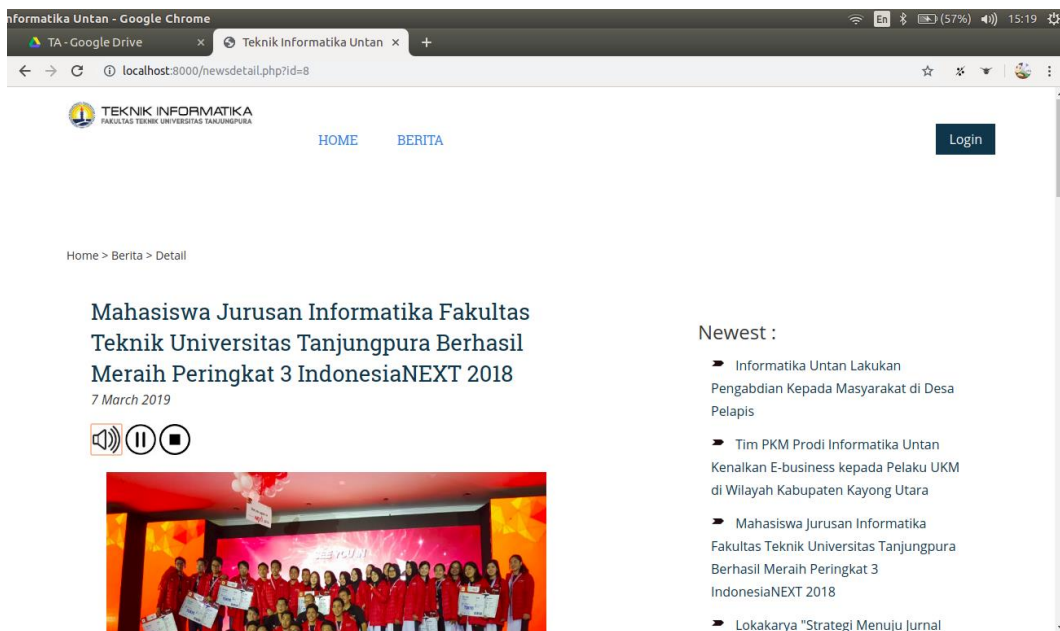 nformatika Untan - Google Chrome
En (57%) 15:19
TA - Google Drive × Teknik Informatika Untan × +
localhost:8000/newsdetail.php?id=8
TEKNIK INFORMATIKA
FAKULTAS TEKNIK UNIVERSITAS TANJUNGPURA
HOME BERITA
Login
Home > Berita > Detail
Mahasiswa Jurusan Informatika Fakultas
Teknik Universitas Tanjungpura Berhasil
Meraih Peringkat 3 IndonesiaNEXT 2018
7 March 2019
SEE YOU IN
Newest :
Informatika Untan Lakukan
Pengabdian Kepada Masyarakat di Desa
Pelapis
Tim PKM Prodi Informatika Untan
Kenalkan E-business kepada Pelaku UKM
di Wilayah Kabupaten Kayong Utara
Mahasiswa Jurusan Informatika
Fakultas Teknik Universitas Tanjungpura
Berhasil Meraih Peringkat 3
IndonesiaNEXT 2018
Lokakarya "Strategi Menuju Jurnal